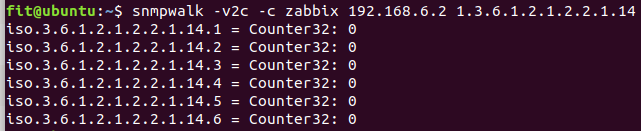 fit@ubuntu:~$ snmpwalk -v2c -c zabbix 192.168.6.2 1.3.6.1.2.1.2.2.1.14
iso.3.6.1.2.1.2.2.1.14.1 = Counter32: 0
iso.3.6.1.2.1.2.2.1.14.2 = Counter32: 0
iso.3.6.1.2.1.2.2.1.14.3 = Counter32: 0
iso.3.6.1.2.1.2.2.1.14.4 = Counter32: 0
iso.3.6.1.2.1.2.2.1.14.5 = Counter32: 0
iso.3.6.1.2.1.2.2.1.14.6 = Counter32: 0